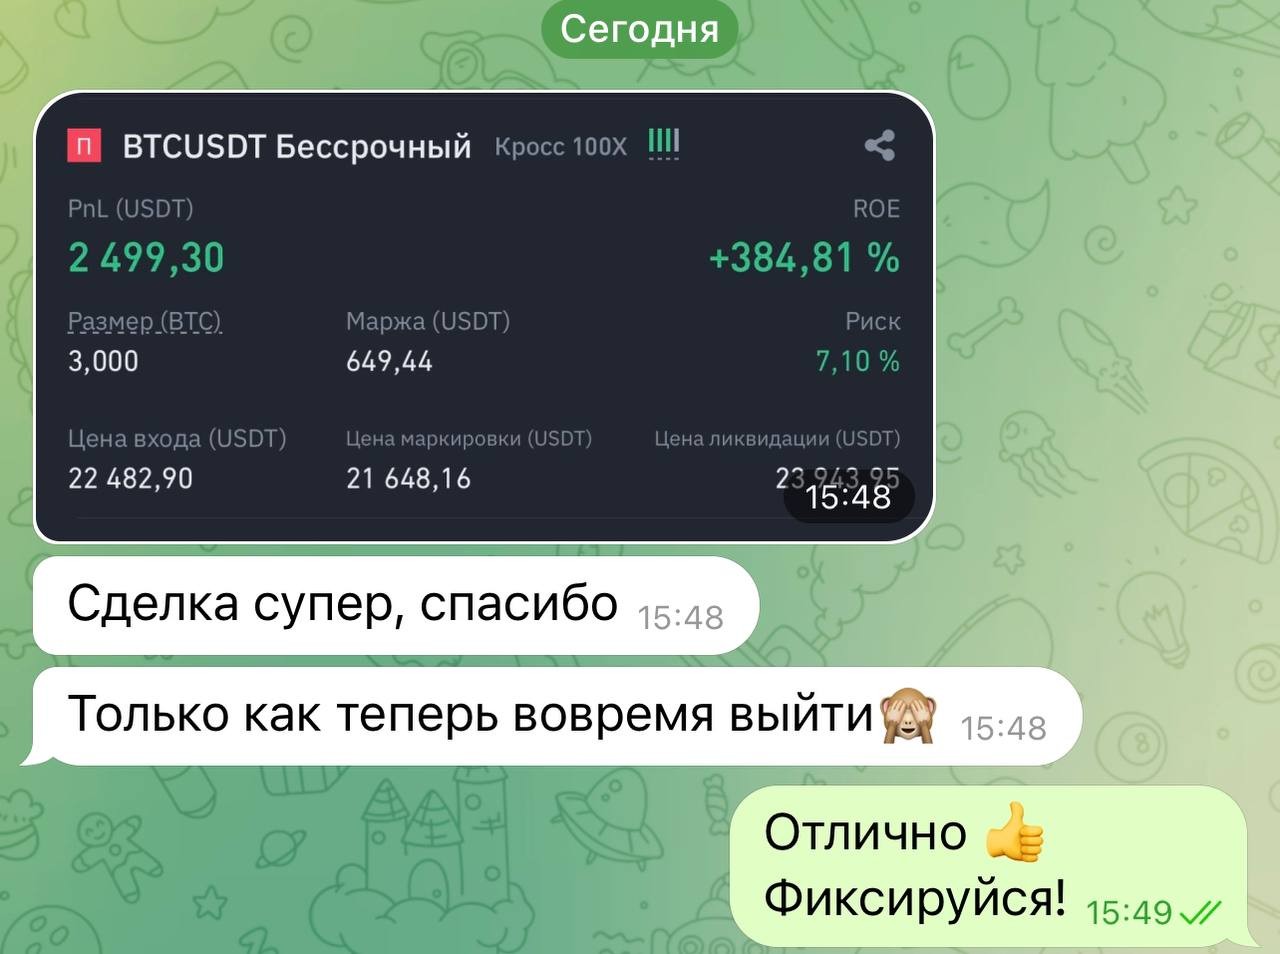 Сегодня
П BTCUSDT Бессрочный Кросс 100X
PnL (USDT) ROE
2 499,30 +384,81 %
Размер (BTC) Маржа (USDT) Риск
3,000 649,44 7,10 %
Цена входа (USDT) Цена маркировки (USDT) Цена ликвидации (USDT)
22 482,90 21 648,16 23 943,95
15:48
Сделка супер, спасибо 15:48
Только как теперь вовремя выйти🙈 15:48
Отлично 👍
Фиксируйся! 15:49